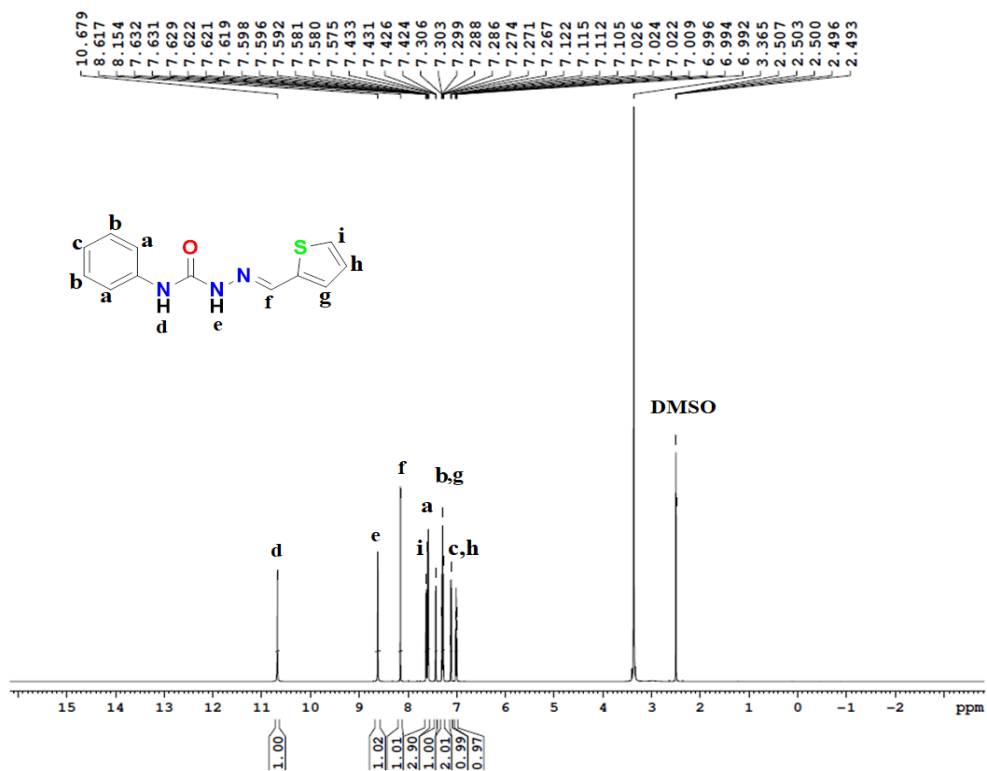 10.679
8.617
8.154
7.632
7.631
7.629
7.622
7.621
7.619
7.598
7.596
7.592
7.581
7.580
7.575
7.433
7.431
7.426
7.424
7.306
7.303
7.299
7.288
7.286
7.274
7.271
7.267
7.122
7.115
7.112
7.105
7.026
7.024
7.022
7.009
6.996
6.994
6.992
3.365
2.507
2.503
2.500
2.496
2.493
b
c
a
O
S
i
b
N
h
a
N
N
g
H
H
f
d
e
DMSO
f
b,g
a
e
i
c,h
d
15 14 13 12 11 10 9 8 7 6 5 4 3 2 1 0 -1 -2 ppm
1.00
1.02
1.01
2.90
1.00
2.01
0.99
0.97